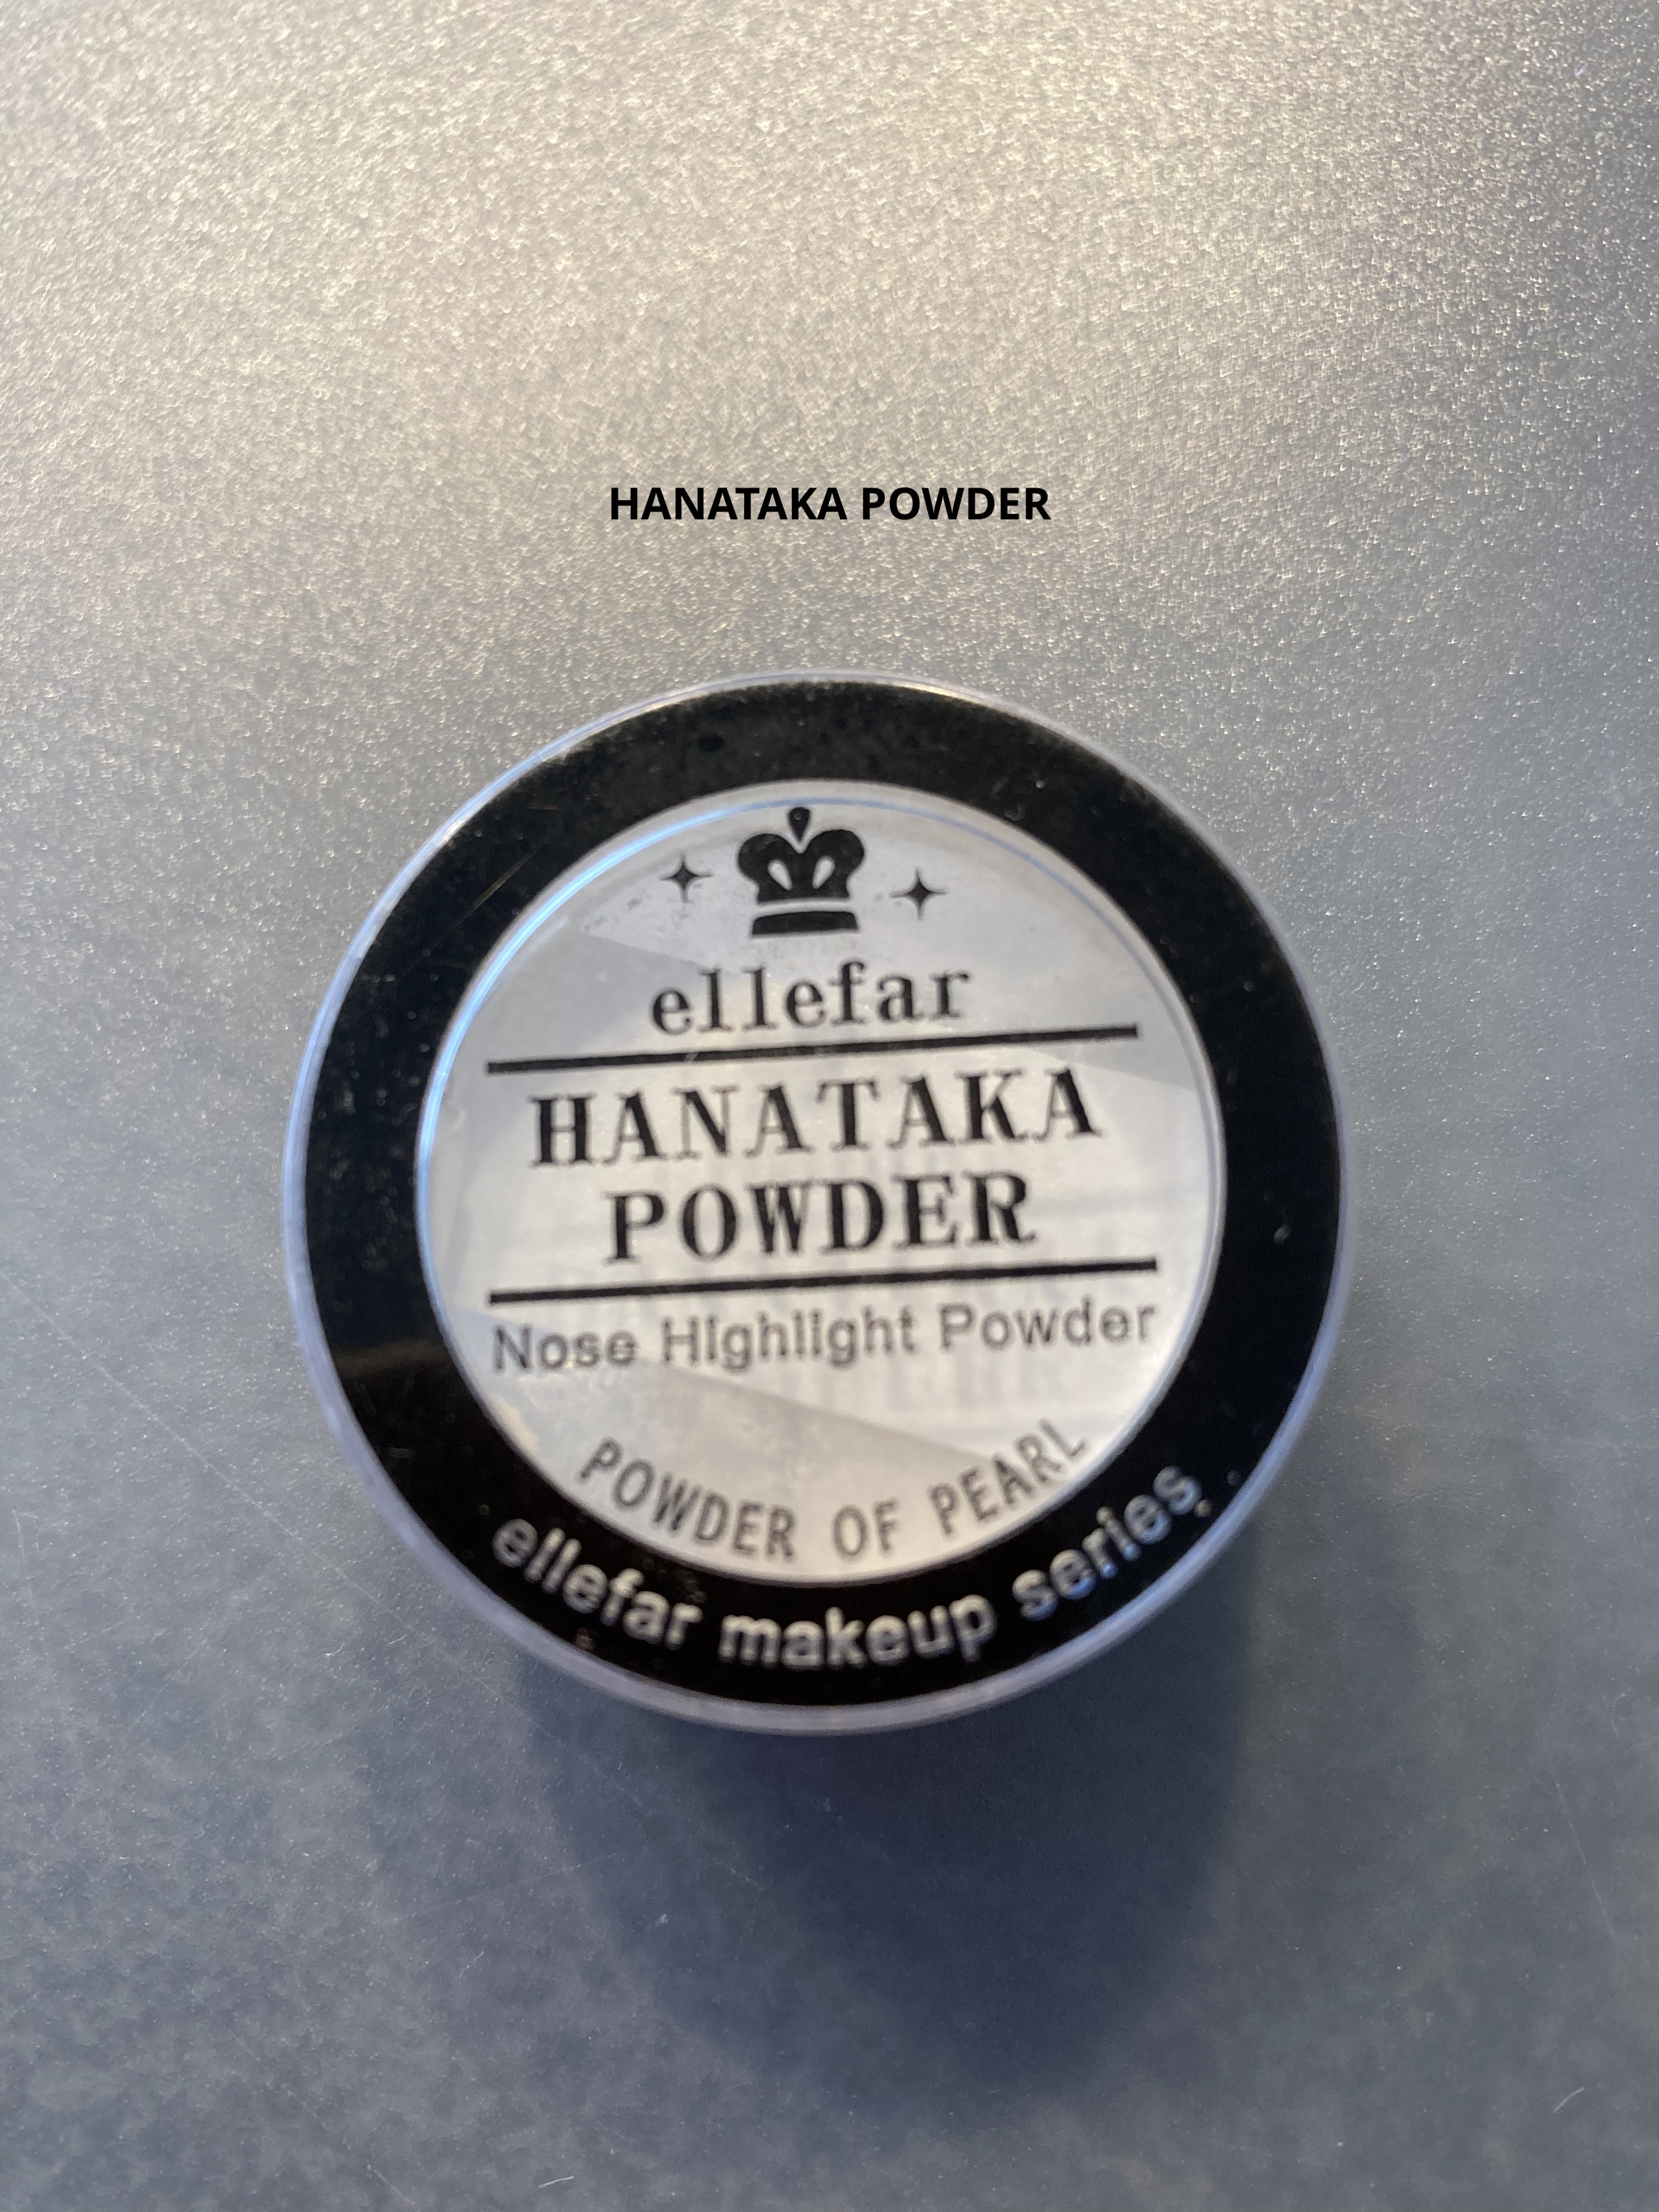 HANATAKA POWDER
ellefar
HANATAKA
POWDER
Nose Highlight Powder
POWDER OF PEARL
ellefar makeup series